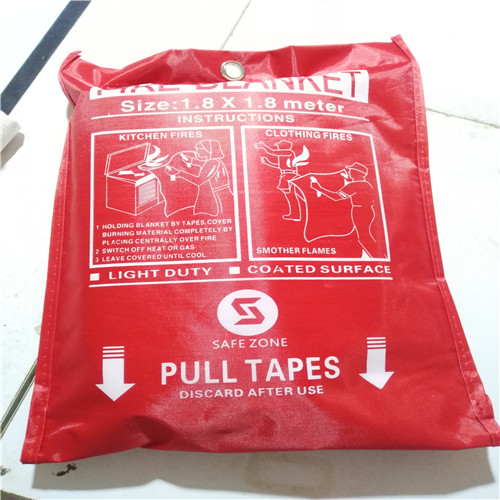 FIRE BLANKET
Size:1.8 X 1.8 meter
INSTRUCTIONS
KITCHEN FIRES
CLOTHING FIRES
1 HOLDING BLANKET BY TAPES, COVER
BURNING MATERIAL COMPLETELY BY
PLACING CENTRALLY OVER FIRE
2 SWITCH OFF HEAT OR GAS
3 LEAVE COVERED UNTIL COOL.
SMOTHER FLAMES
LIGHT DUTY
COATED SURFACE
SAFE ZONE
PULL TAPES
DISCARD AFTER USE